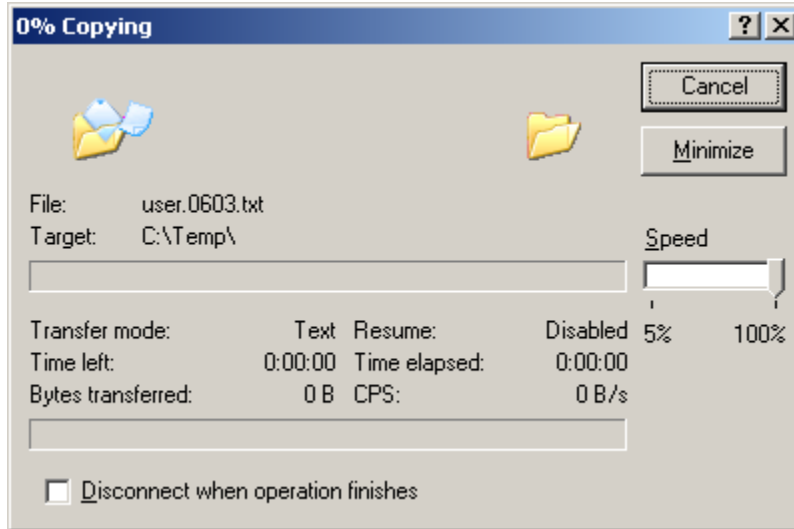 0% Copying
Cancel
Minimize
File: user.0603.txt
Target: C:\Temp\
Speed
5% 100%
Transfer mode: Text Resume: Disabled
Time left: 0:00:00 Time elapsed: 0:00:00
Bytes transferred: 0 B CPS: 0 B/s
Disconnect when operation finishes